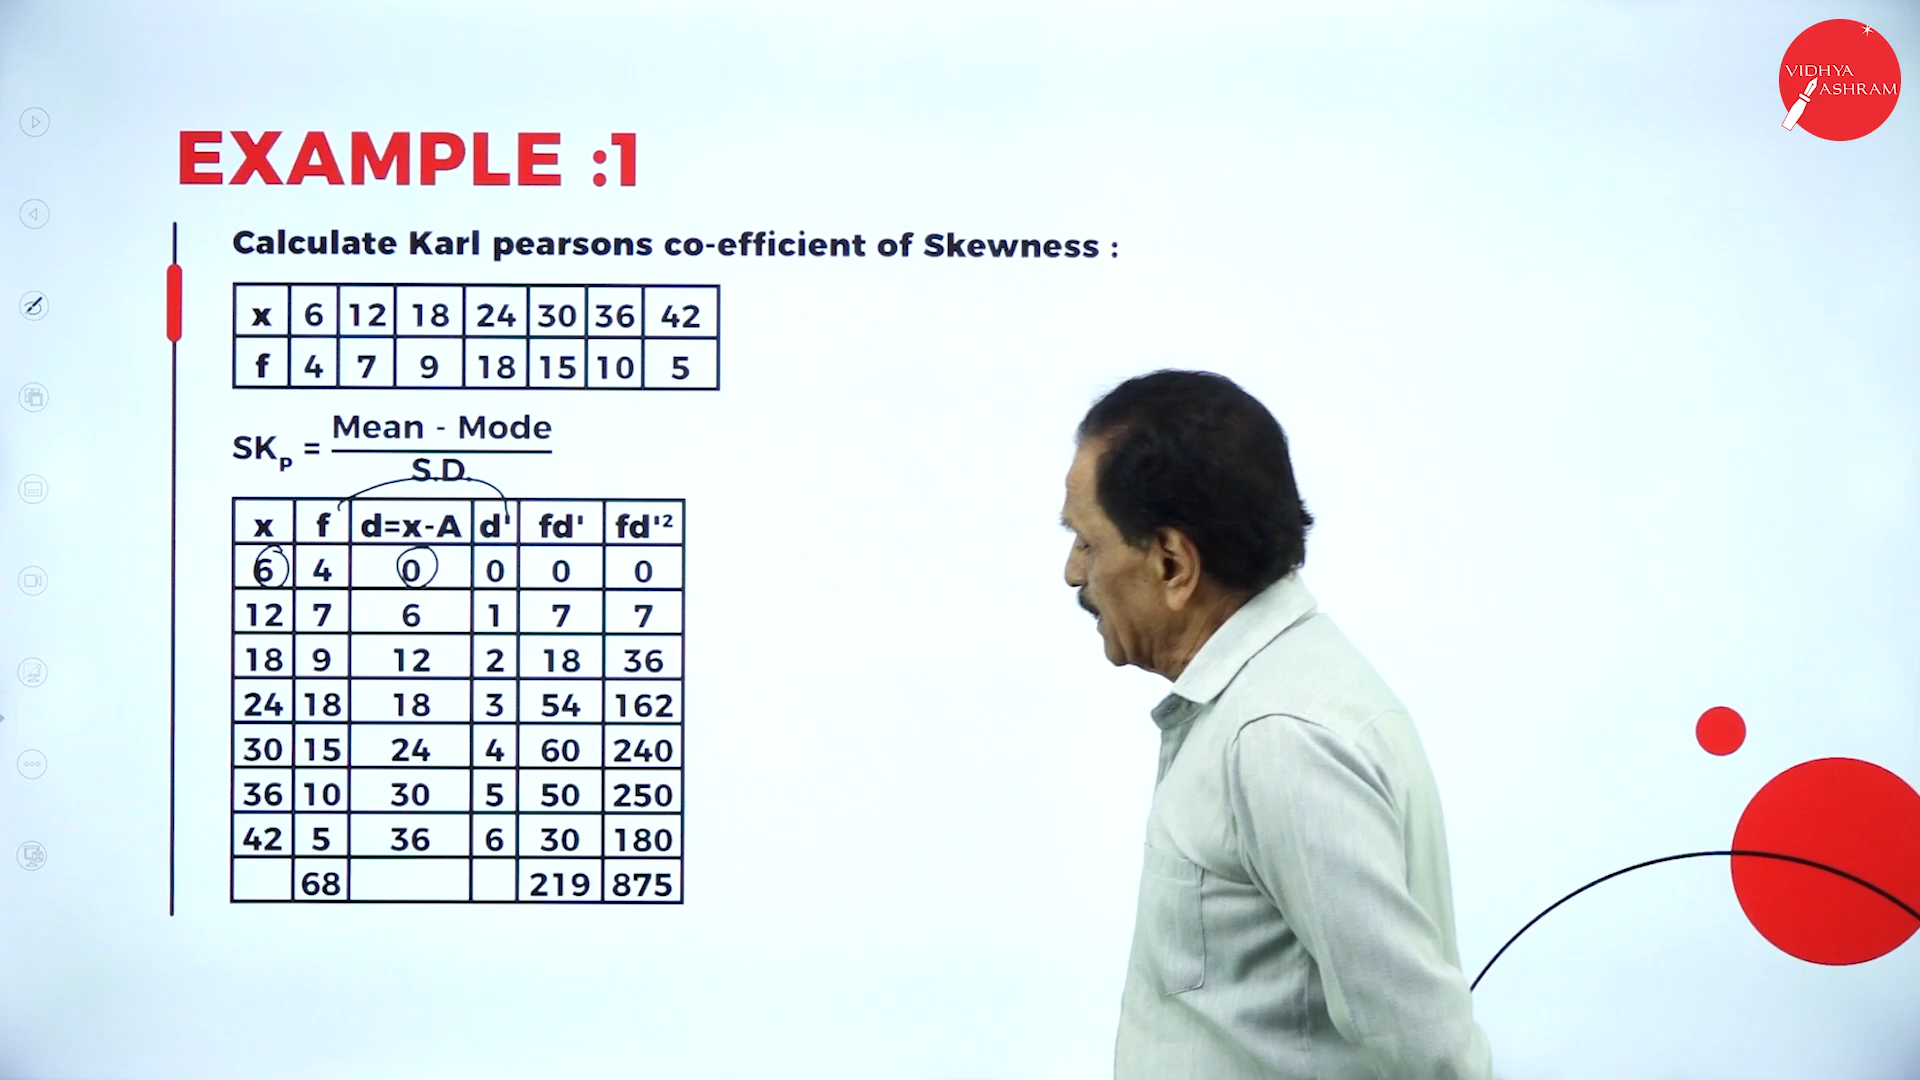 VIDHYA
ASHRAM
EXAMPLE :1
Calculate Karl pearsons co-efficient of Skewness :
x 6 12 18 24 30 36 42
f 4 7 9 18 15 10 5
SKp = Mean - Mode
S.D.
x f d=x-A d' fd' fd'²
6 4 0 0 0 0
12 7 6 1 7 7
18 9 12 2 18 36
24 18 18 3 54 162
30 15 24 4 60 240
36 10 30 5 50 250
42 5 36 6 30 180
68 219 875